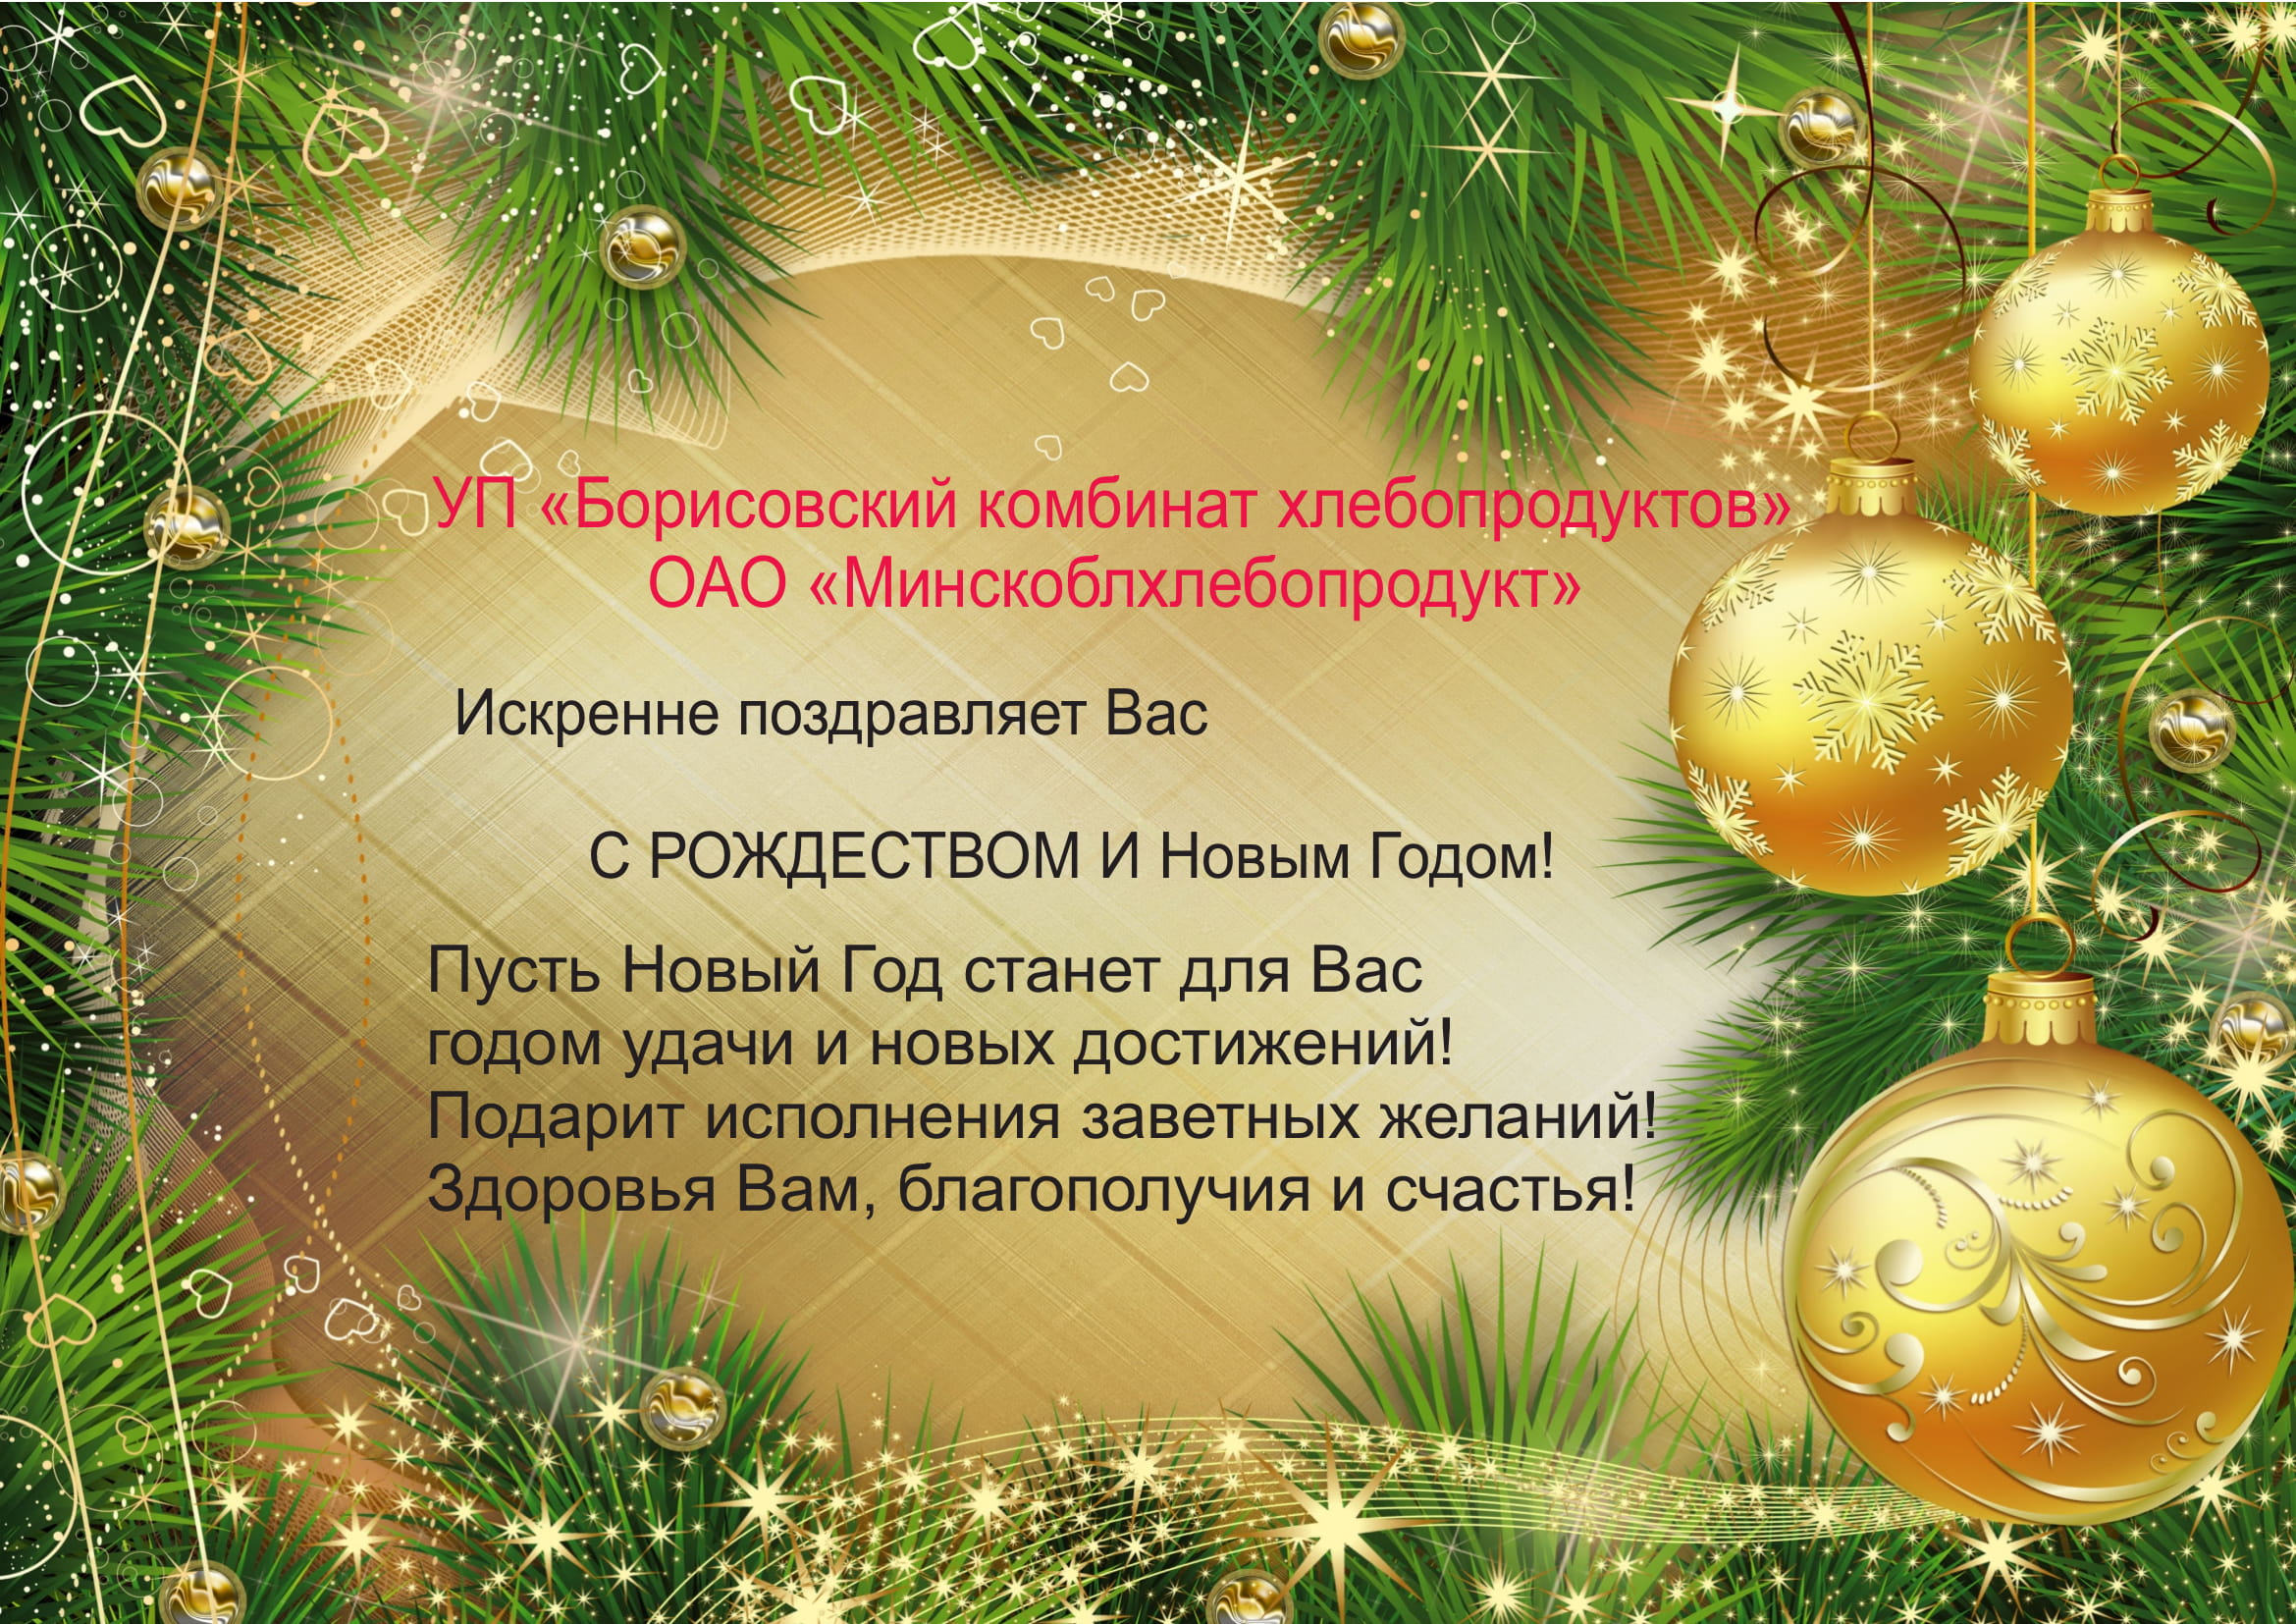 УП «Борисовский комбинат хлебопродуктов»
ОАО «Минскоблхлебопродукт»
Искренне поздравляет Вас
С РОЖДЕСТВОМ И Новым Годом!
Пусть Новый Год станет для Вас
годом удачи и новых достижений!
Подарит исполнения заветных желаний!
Здоровья Вам, благополучия и счастья!